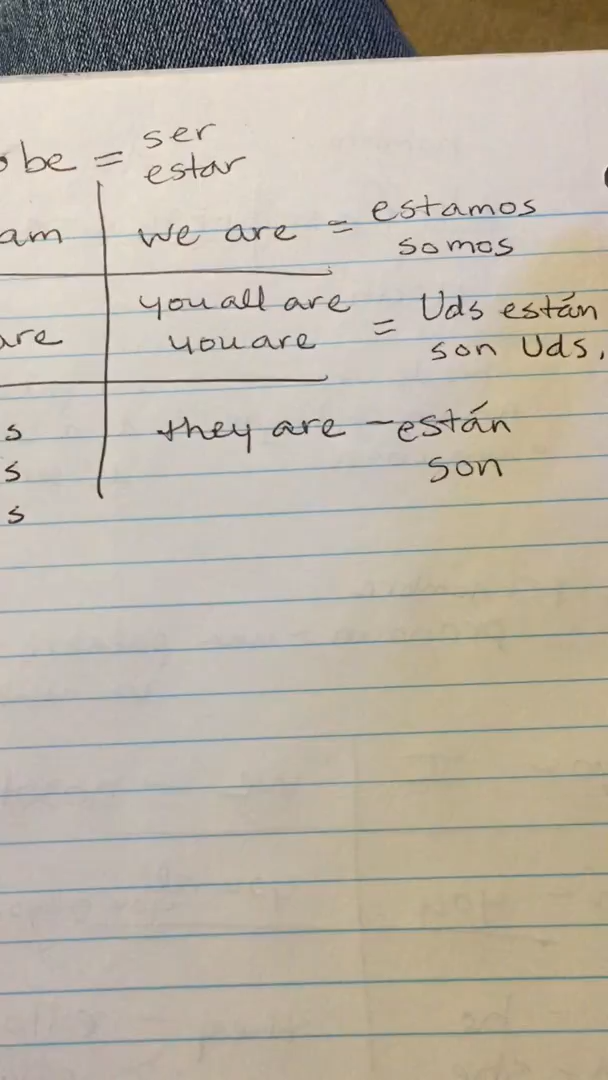 be = ser
estar
am
we are = estamos
somos
are
you all are
you are
= Uds están
son Uds,
s
s
s
they are - están
son